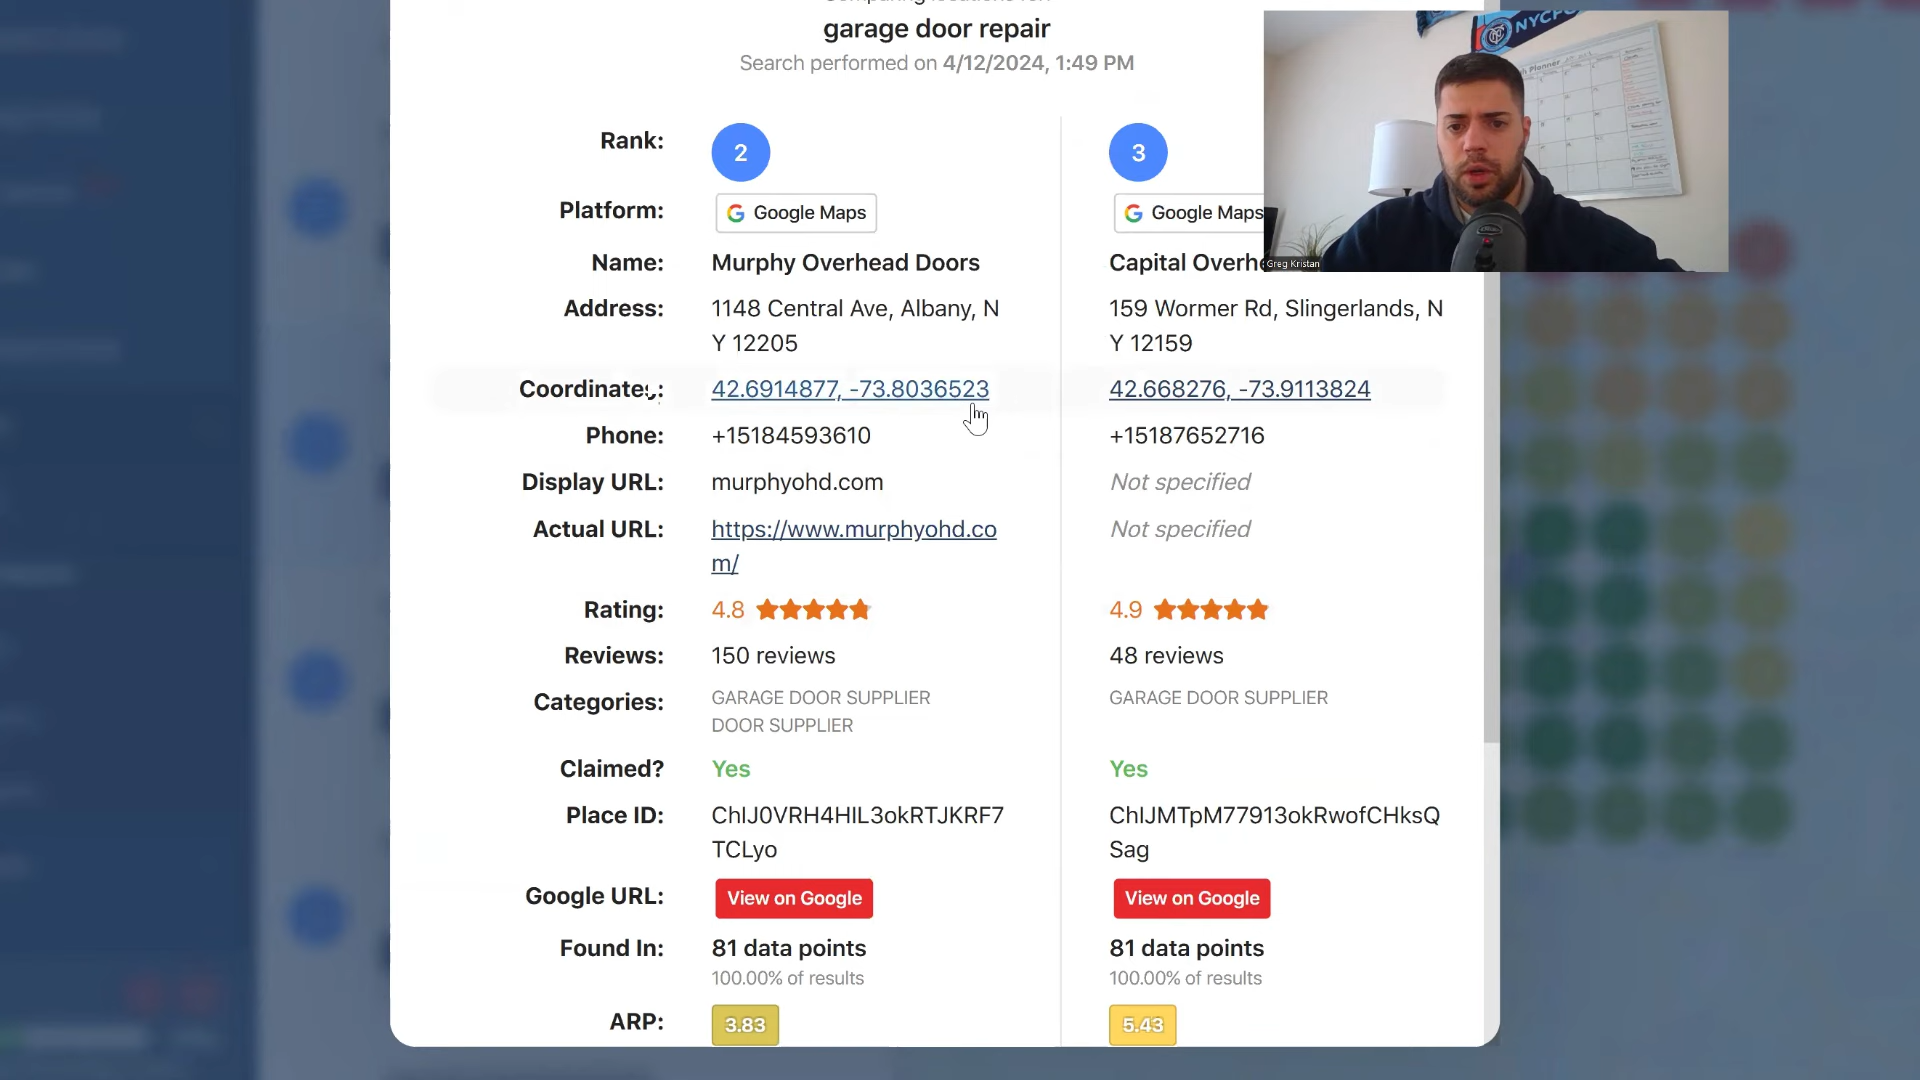 garage door repair
Search performed on 4/12/2024, 1:49 PM
NYCFC
Planner
Greg Kristan
Rank: 2 3
Platform: Google Maps Google Maps
Name: Murphy Overhead Doors Capital
Address: 1148 Central Ave, Albany, N 159 Wormer Rd, Slingerlands, N
Y 12205 Y 12159
Coordinates: 42.6914877, -73.8036523 42.668276, -73.9113824
Phone: +15184593610 +15187652716
Display URL: murphyohd.com Not specified
Actual URL: https://www.murphyohd.co Not specified
m/
Rating: 4.8 4.9
Reviews: 150 reviews 48 reviews
Categories: GARAGE DOOR SUPPLIER GARAGE DOOR SUPPLIER
DOOR SUPPLIER
Claimed? Yes Yes
Place ID: ChIJ0VRH4HIL3okRTJKRF7 ChIJMTpM77913okRwofCHksQ
TCLyo Sag
Google URL: View on Google View on Google
Found In: 81 data points 81 data points
100.00% of results 100.00% of results
ARP: 3.83 5.43